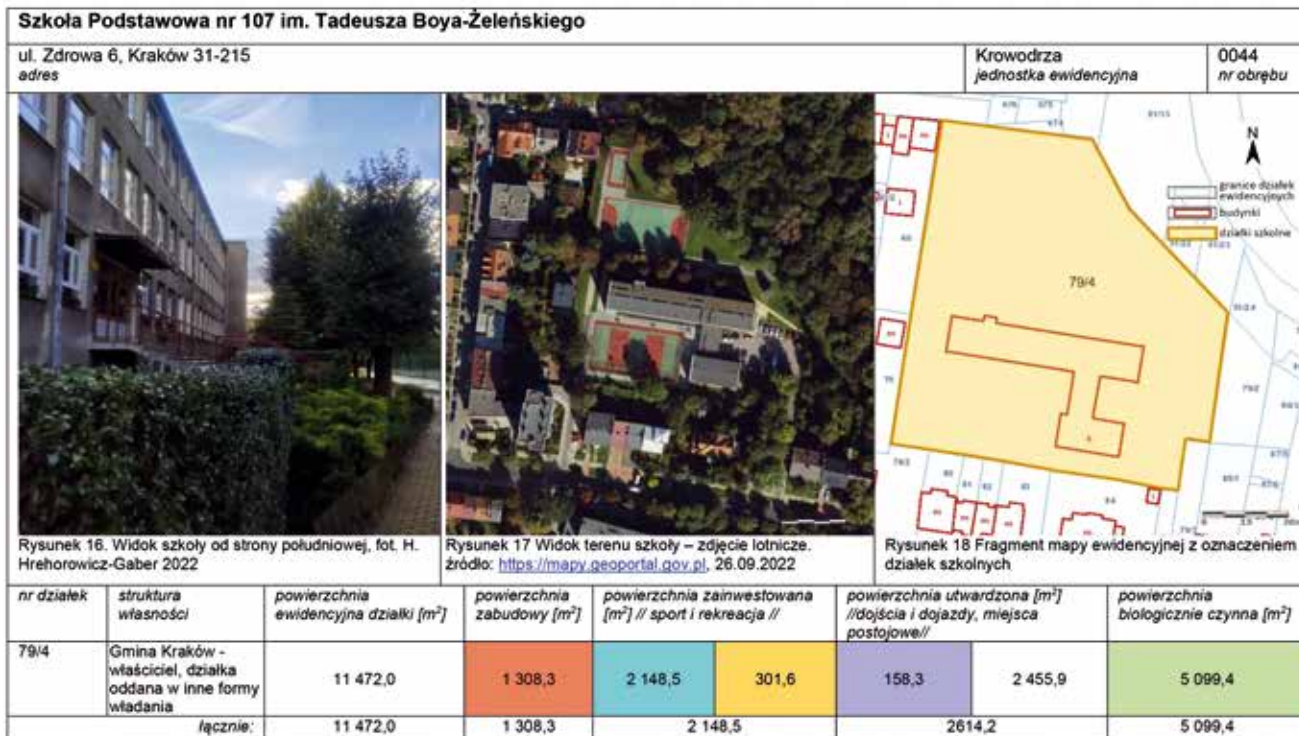 Szkoła Podstawowa nr 107 im. Tadeusza Boya-Żeleńskiego
ul. Zdrowa 6, Kraków 31-215
adres
Krowodrza
jednostka ewidencyjna
0044
nr obrębu
N
granice działek
ewidencyjnych
budynki
działki szkolne
79/4
Rysunek 16. Widok szkoły od strony południowej, fot. H.
Hrehorowicz-Gaber 2022
Rysunek 17 Widok terenu szkoły – zdjęcie lotnicze.
źródło: https://mapy.geoportal.gov.pl, 26.09.2022
Rysunek 18 Fragment mapy ewidencyjnej z oznaczeniem
działek szkolnych
nr działek
struktura
własności
powierzchnia
ewidencyjna działki [m²]
powierzchnia
zabudowy [m²]
powierzchnia zainwestowana
[m²] // sport i rekreacja //
powierzchnia utwardzona [m²]
//dojścia i dojazdy, miejsca
postojowe//
powierzchnia
biologicznie czynna [m²]
79/4
Gmina Kraków -
właściciel, działka
oddana w inne formy
władania
11 472,0
1 308,3
2 148,5
301,6
158,3
2 455,9
5 099,4
łącznie:
11 472,0
1 308,3
2 148,5
2614,2
5 099,4